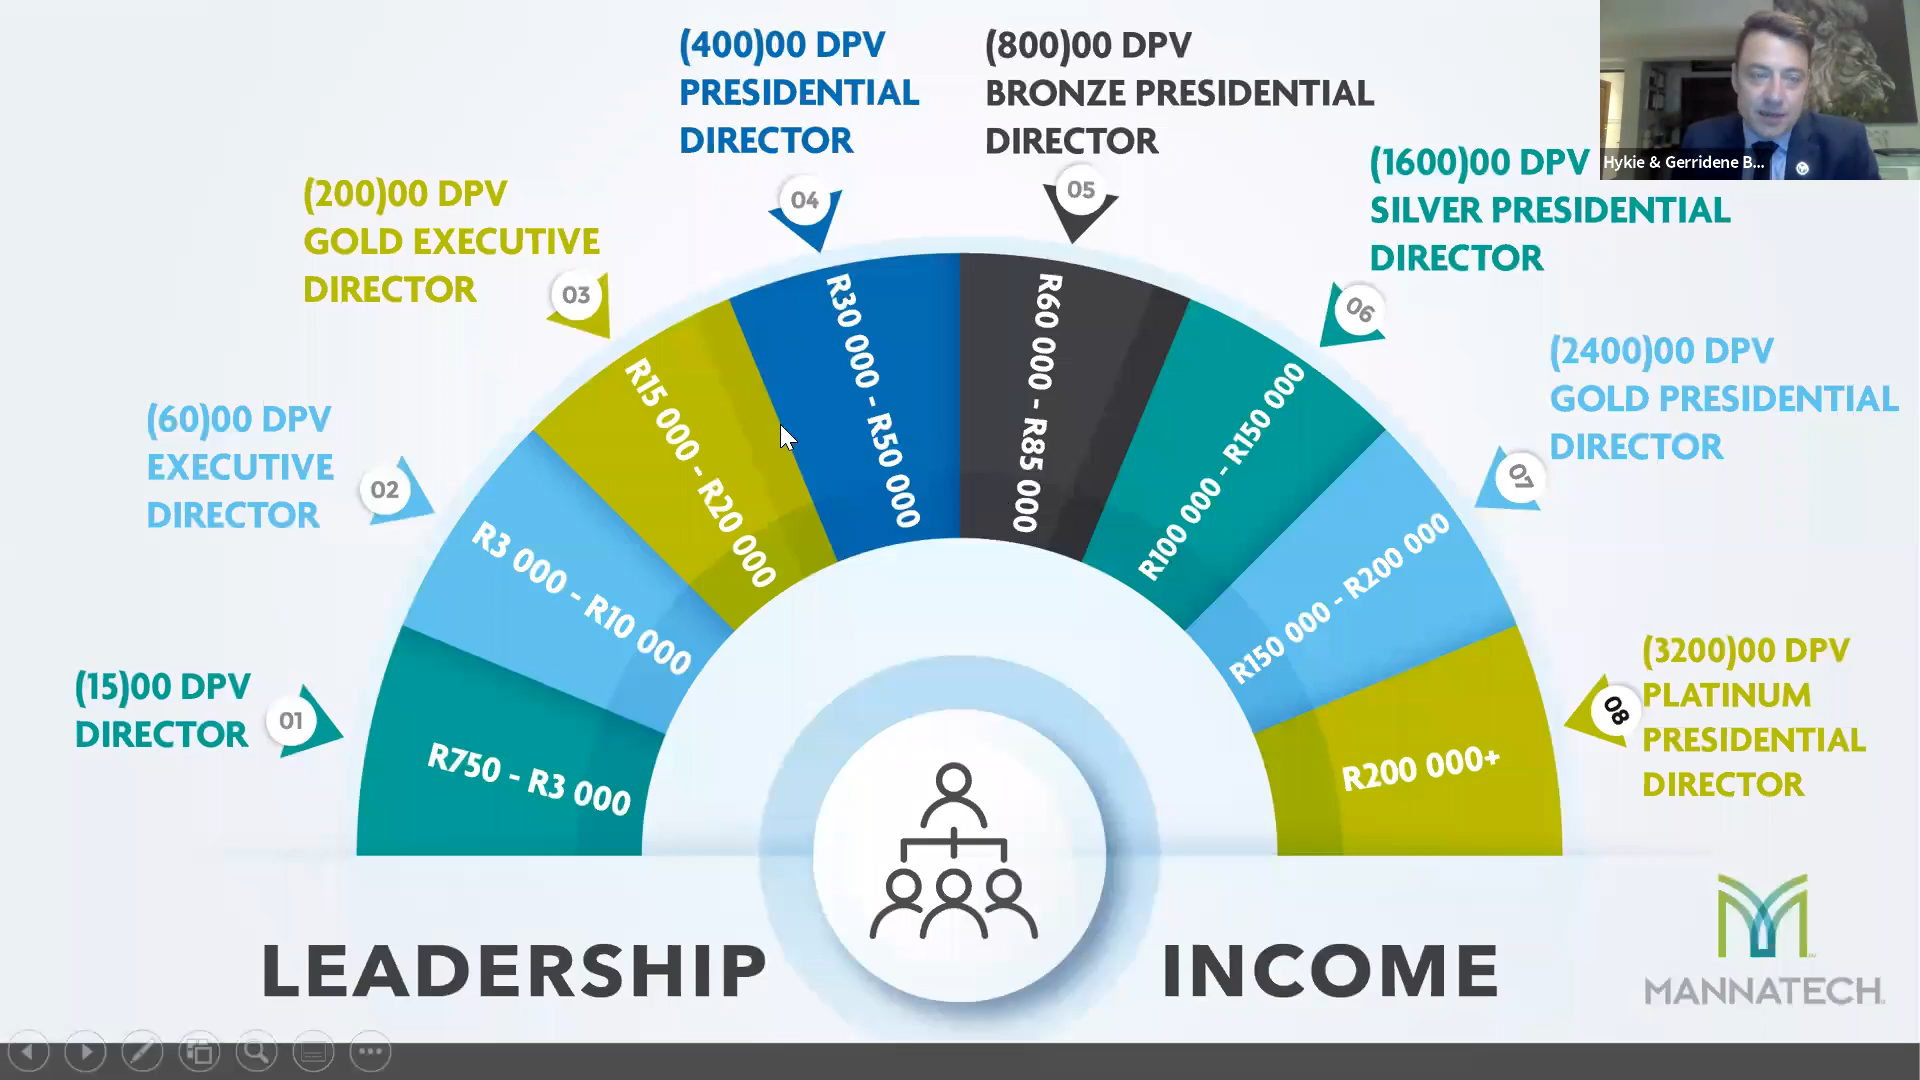 (15)00 DPV
DIRECTOR
01
R750 - R3 000
(60)00 DPV
EXECUTIVE
DIRECTOR
02
R3 000 - R10 000
(200)00 DPV
GOLD EXECUTIVE
DIRECTOR
03
R15 000 - R20 000
(400)00 DPV
PRESIDENTIAL
DIRECTOR
04
R30 000 - R50 000
(800)00 DPV
BRONZE PRESIDENTIAL
DIRECTOR
05
R60 000 - R85 000
(1600)00 DPV
SILVER PRESIDENTIAL
DIRECTOR
06
R100 000 - R150 000
(2400)00 DPV
GOLD PRESIDENTIAL
DIRECTOR
07
R150 000 - R200 000
(3200)00 DPV
PLATINUM
PRESIDENTIAL
DIRECTOR
08
R200 000+
Hykie & Gerridene B...
LEADERSHIP INCOME
MANNATECH